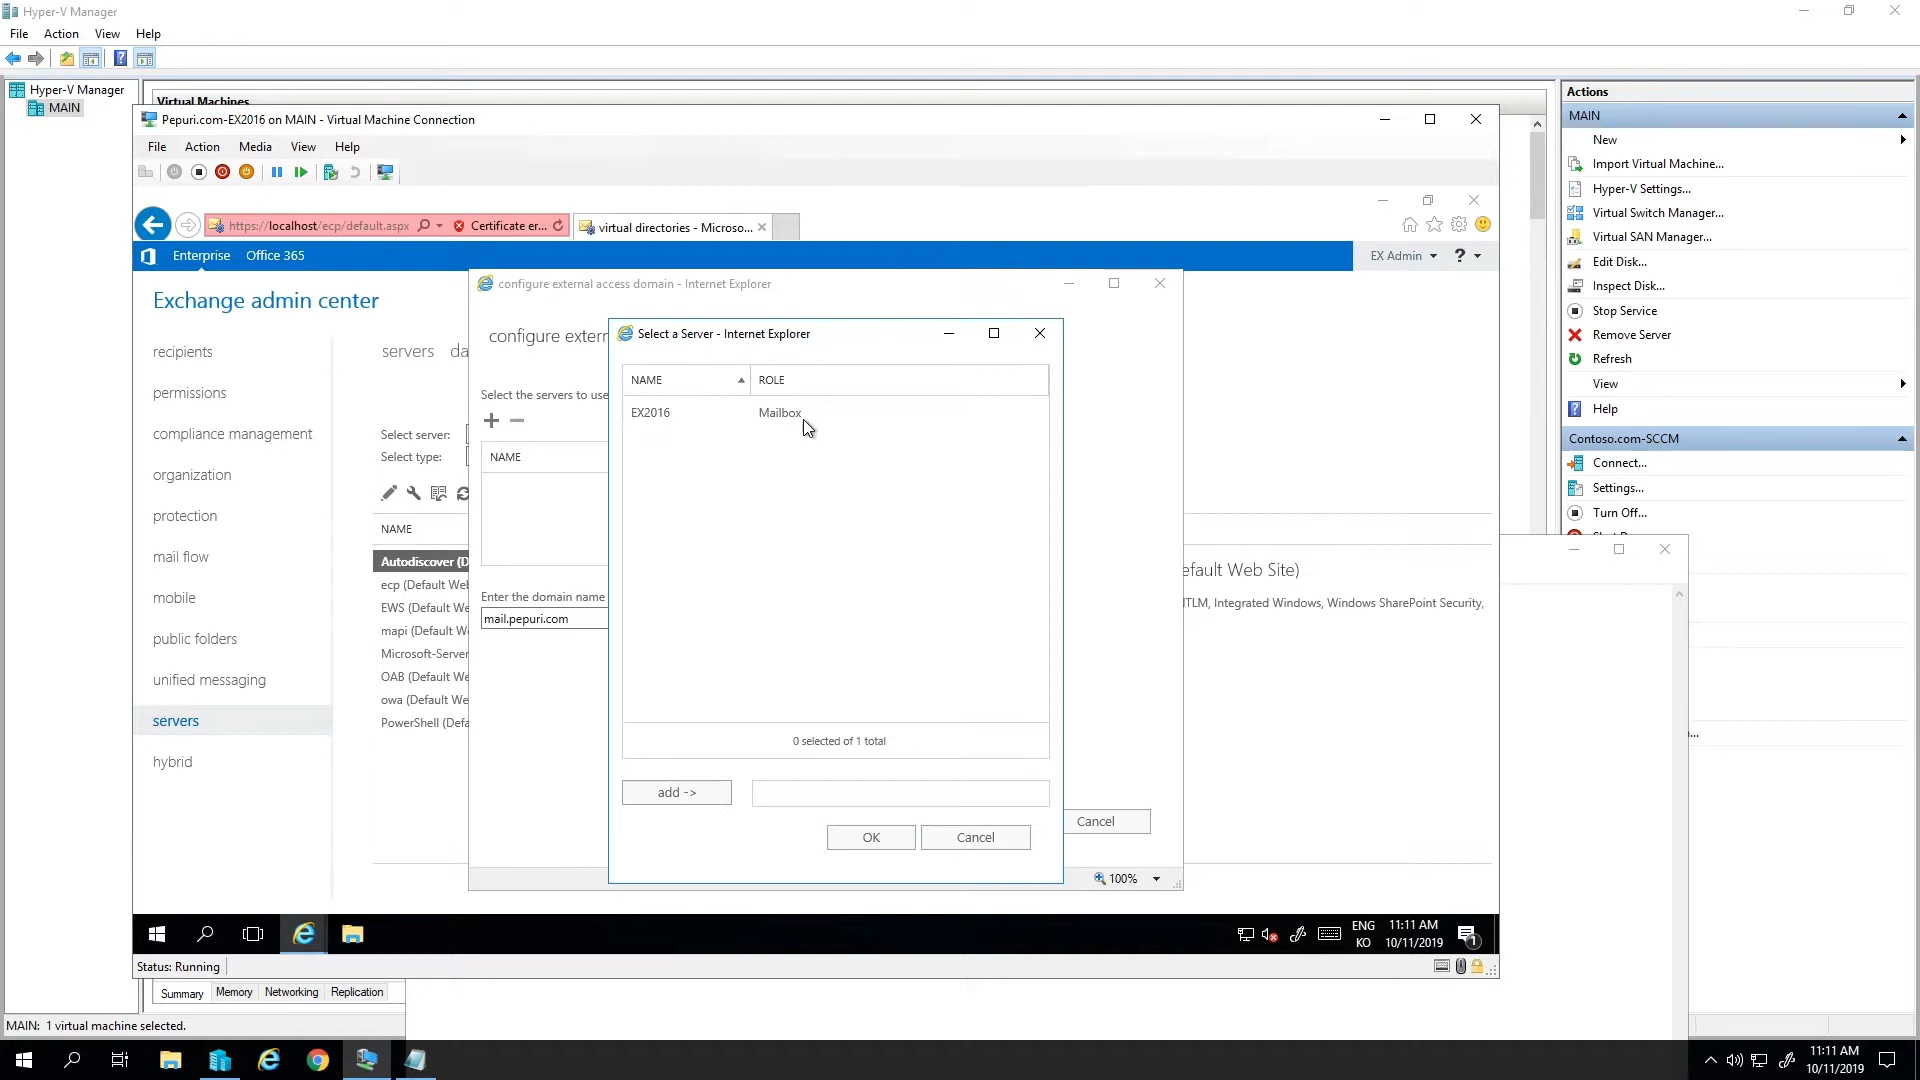 Hyper-V Manager
File Action View Help
Hyper-V Manager
MAIN
Virtual Machines
Pepuri.com-EX2016 on MAIN - Virtual Machine Connection
File Action Media View Help
https://localhost/ecp/default.aspx
Certificate er...
virtual directories - Microso...
Enterprise Office 365
EX Admin
?
Exchange admin center
recipients
permissions
compliance management
organization
protection
mail flow
mobile
public folders
unified messaging
servers
hybrid
servers da
Select server:
Select type:
NAME
Autodiscover (D
ecp (Default Web
EWS (Default We
mapi (Default W
Microsoft-Server
OAB (Default We
owa (Default We
PowerShell (Defa
configure external access domain - Internet Explorer
configure exterr
Select the servers to use
NAME
Enter the domain name
mail.pepuri.com
Cancel
100%
Select a Server - Internet Explorer
NAME ROLE
EX2016 Mailbox
0 selected of 1 total
add ->
OK Cancel
efault Web Site)
ITLM, Integrated Windows, Windows SharePoint Security,
ENG
KO
11:11 AM
10/11/2019
1
Status: Running
Summary Memory Networking Replication
MAIN: 1 virtual machine selected.
Actions
MAIN
New
Import Virtual Machine...
Hyper-V Settings...
Virtual Switch Manager...
Virtual SAN Manager...
Edit Disk...
Inspect Disk...
Stop Service
Remove Server
Refresh
View
Help
Contoso.com-SCCM
Connect...
Settings...
Turn Off...
...
11:11 AM
10/11/2019